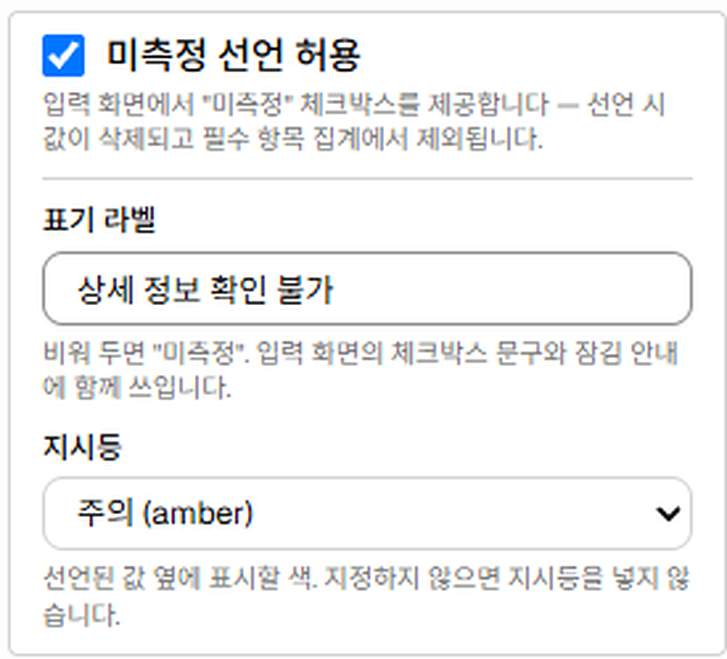 미측정 선언 허용
입력 화면에서 "미측정" 체크박스를 제공합니다 — 선언 시
값이 삭제되고 필수 항목 집계에서 제외됩니다.
표기 라벨
상세 정보 확인 불가
비워 두면 "미측정". 입력 화면의 체크박스 문구와 잠김 안내
에 함께 쓰입니다.
지시등
주의 (amber)
선언된 값 옆에 표시할 색. 지정하지 않으면 지시등을 넣지 않
습니다.